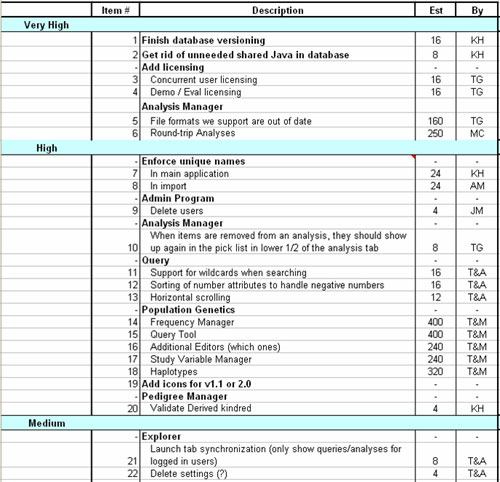 Item # Description Est By
Very High
1 Finish database versioning 16 KH
2 Get rid of unneeded shared Java in database 8 KH
- Add licensing - -
3 Concurrent user licensing 16 TG
4 Demo / Eval licensing 16 TG
Analysis Manager
5 File formats we support are out of date 160 TG
6 Round-trip Analyses 250 MC
High
- Enforce unique names - -
7 In main application 24 KH
8 In import 24 AM
- Admin Program - -
9 Delete users 4 JM
- Analysis Manager - -
When items are removed from an analysis, they should show
10 up again in the pick list in lower 1/2 of the analysis tab 8 TG
- Query - -
11 Support for wildcards when searching 16 T&A
12 Sorting of number attributes to handle negative numbers 16 T&A
13 Horizontal scrolling 12 T&A
- Population Genetics - -
14 Frequency Manager 400 T&M
15 Query Tool 400 T&M
16 Additional Editors (which ones) 240 T&M
17 Study Variable Manager 240 T&M
18 Haplotypes 320 T&M
19 Add icons for v1.1 or 2.0 - -
- Pedigree Manager - -
20 Validate Derived kindred 4 KH
Medium
- Explorer - -
Launch tab synchronization (only show queries/analyses for
21 logged in users) 8 T&A
22 Delete settings (?) 4 T&A